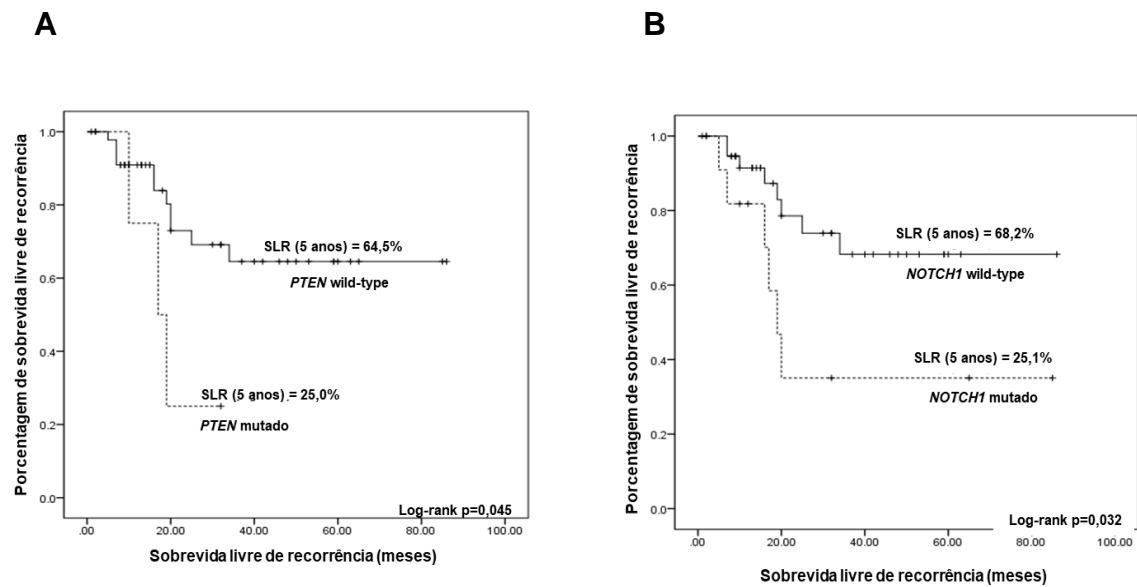 A
Porcentagem de sobrevida livre de recorrência
1.0
0.8
0.6
0.4
0.2
0.0
SLR (5 anos) = 64,5%
PTEN wild-type
SLR (5 anos) = 25,0%
PTEN mutado
Log-rank p=0,045
.00 20.00 40.00 60.00 80.00 100.00
Sobrevida livre de recorrência (meses)
B
Porcentagem de sobrevida livre de recorrência
1.0
0.8
0.6
0.4
0.2
0.0
SLR (5 anos) = 68,2%
NOTCH1 wild-type
SLR (5 anos) = 25,1%
NOTCH1 mutado
Log-rank p=0,032
.00 20.00 40.00 60.00 80.00 100.00
Sobrevida livre de recorrência (meses)